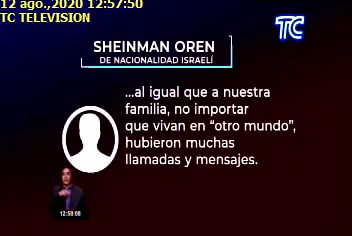 12 ago.,2020 12:57:50
TC TELEVISION
TC
SHEINMAN OREN
DE NACIONALIDAD ISRAELÍ
...al igual que a nuestra
familia, no importar
que vivan en “otro mundo”,
hubieron muchas
llamadas y mensajes.
12:58:08